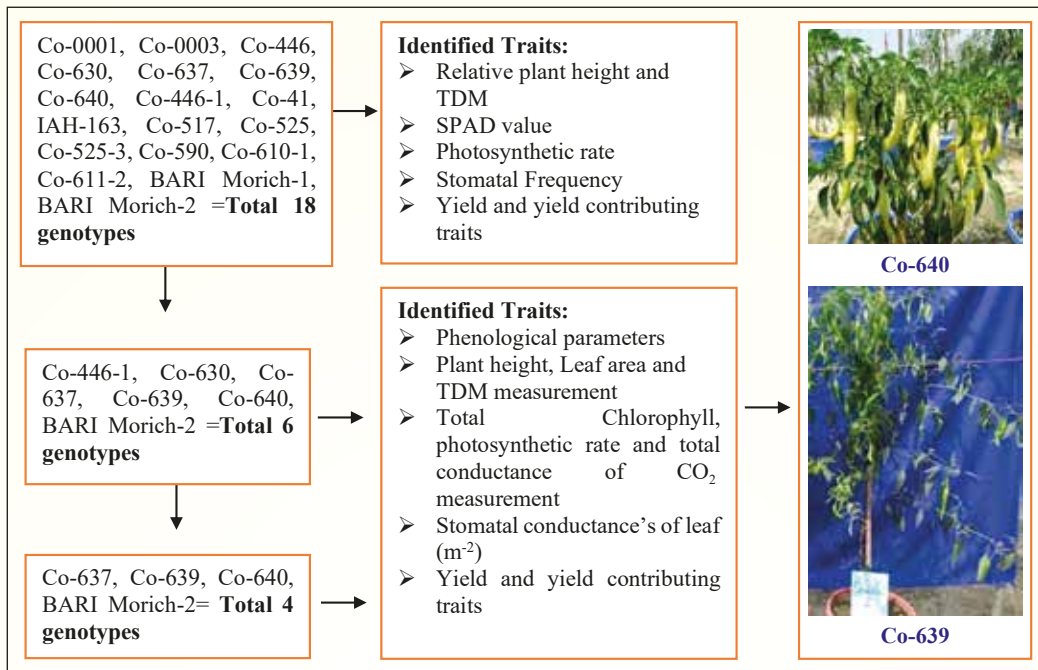 Co-0001, Co-0003, Co-446,
Co-630, Co-637, Co-639,
Co-640, Co-446-1, Co-41,
IAH-163, Co-517, Co-525,
Co-525-3, Co-590, Co-610-1,
Co-611-2, BARI Morich-1,
BARI Morich-2 =Total 18
genotypes
Identified Traits:
➢ Relative plant height and
TDM
➢ SPAD value
➢ Photosynthetic rate
➢ Stomatal Frequency
➢ Yield and yield contributing
traits
Co-446-1, Co-630, Co-
637, Co-639, Co-640,
BARI Morich-2 =Total 6
genotypes
Co-637, Co-639, Co-640,
BARI Morich-2= Total 4
genotypes
Identified Traits:
➢ Phenological parameters
➢ Plant height, Leaf area and
TDM measurement
➢ Total Chlorophyll,
photosynthetic rate and total
conductance of CO₂
measurement
➢ Stomatal conductance's of leaf
(m⁻²)
➢ Yield and yield contributing
traits
Co-640
Co-639